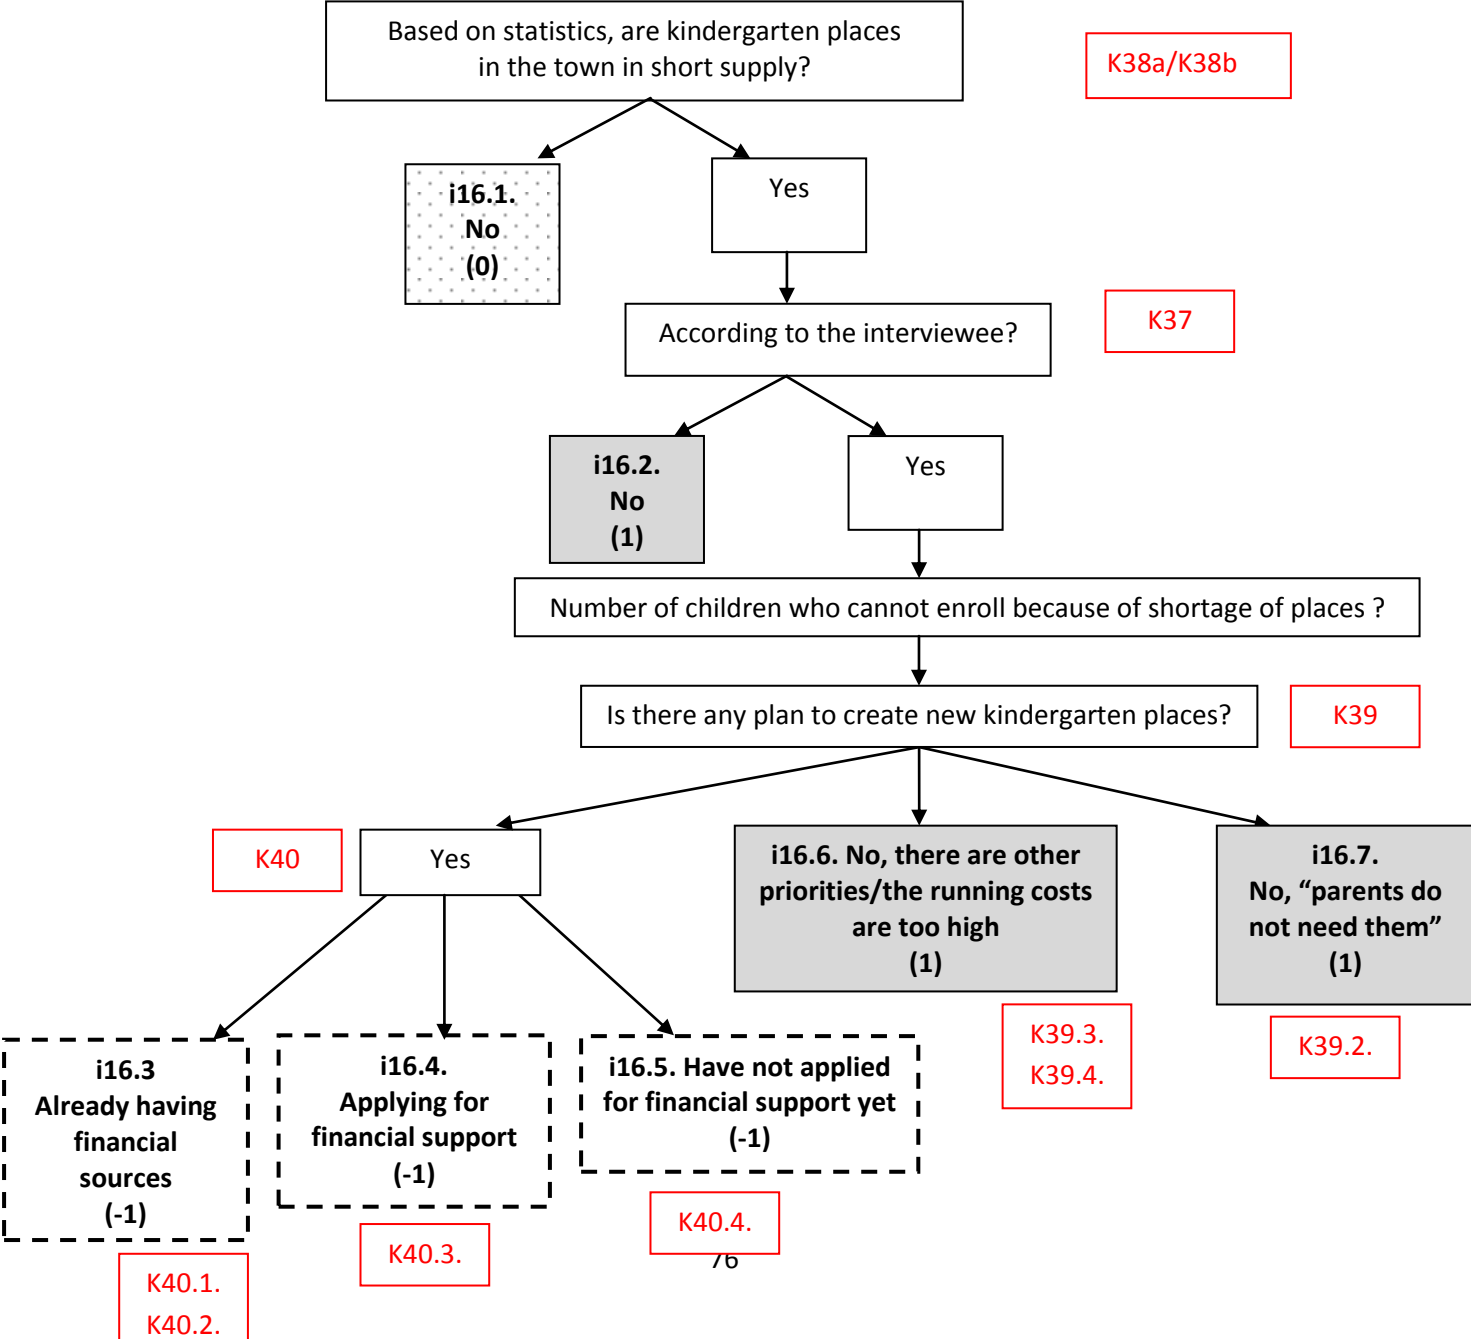 Based on statistics, are kindergarten places
in the town in short supply?
K38a/K38b
i16.1.
No
(0)
Yes
According to the interviewee?
K37
i16.2.
No
(1)
Yes
Number of children who cannot enroll because of shortage of places ?
Is there any plan to create new kindergarten places?
K39
K40
Yes
i16.6. No, there are other
priorities/the running costs
are too high
(1)
i16.7.
No, “parents do
not need them”
(1)
K39.3.
K39.4.
K39.2.
i16.3
Already having
financial
sources
(-1)
i16.4.
Applying for
financial support
(-1)
i16.5. Have not applied
for financial support yet
(-1)
K40.1.
K40.2.
K40.3.
K40.4.
76